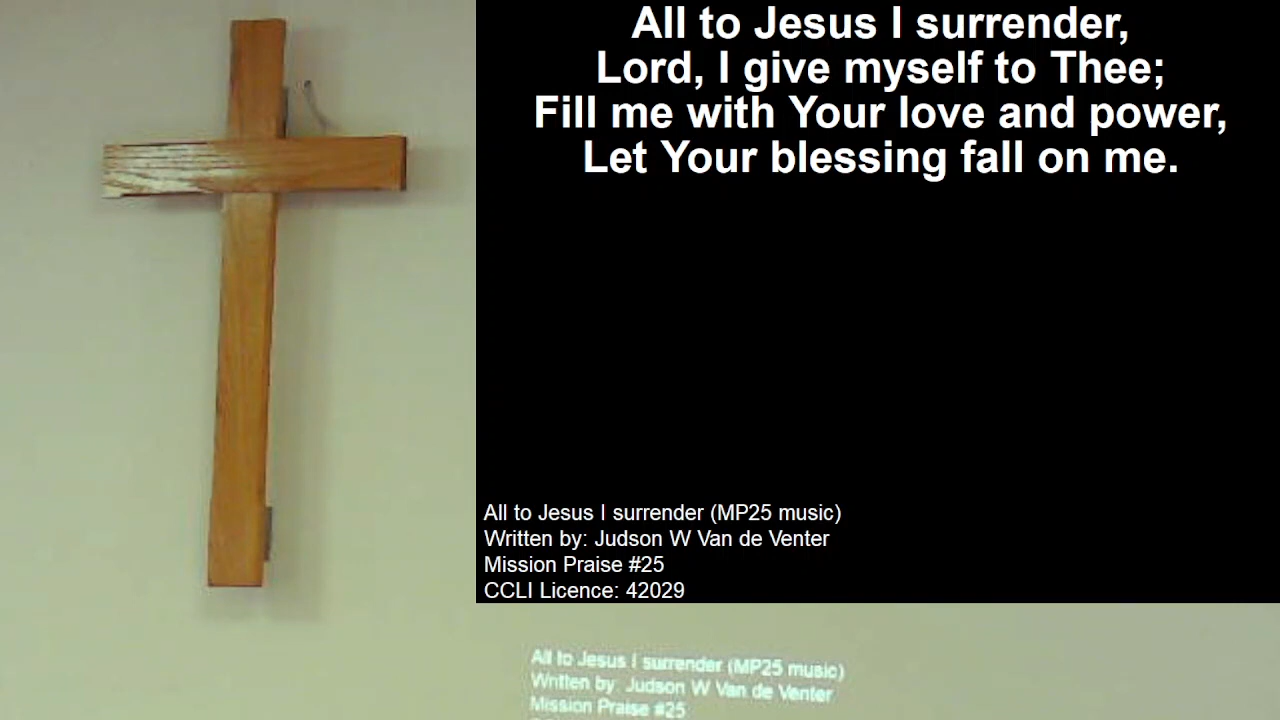 All to Jesus I surrender,
Lord, I give myself to Thee;
Fill me with Your love and power,
Let Your blessing fall on me.
All to Jesus I surrender (MP25 music)
Written by: Judson W Van de Venter
Mission Praise #25
CCLI Licence: 42029
All to Jesus I surrender (MP25 music)
Written by: Judson W Van de Venter
Mission Praise #25